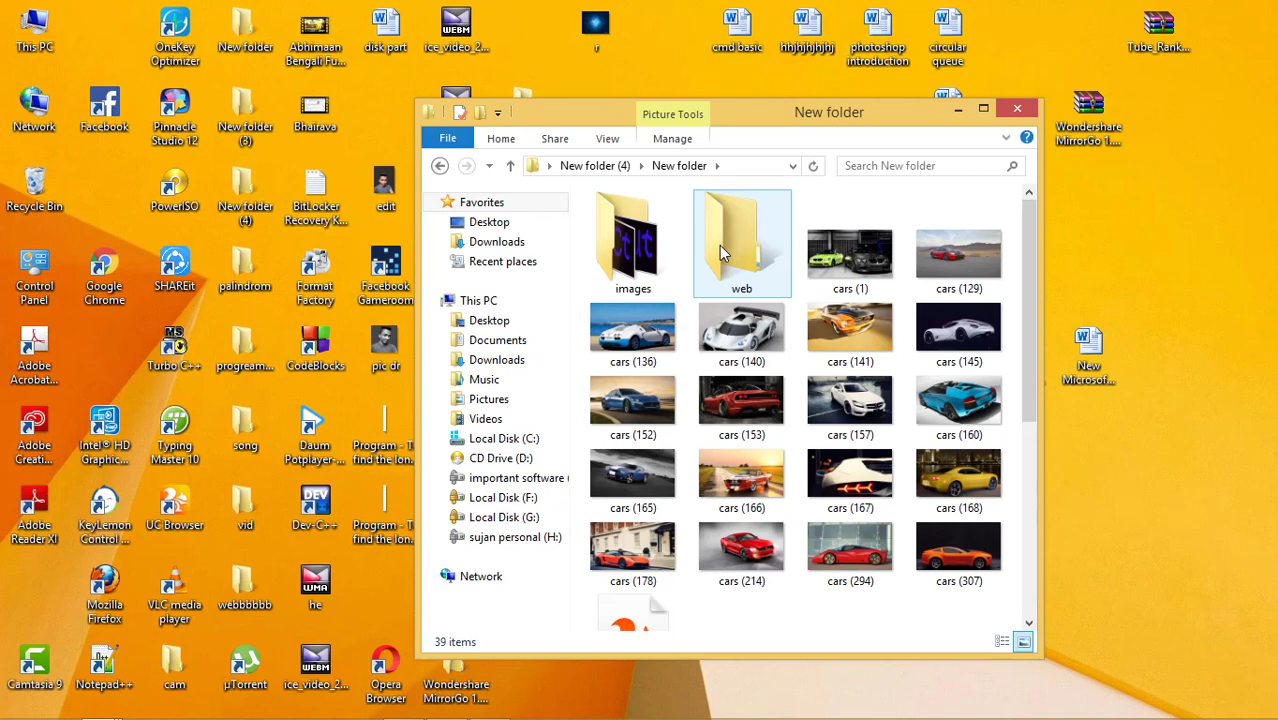 This PC
OneKey
Optimizer
New folder
Abhimaan
Bengali Fu...
disk part
ice_video_2...
r
cmd basic
hhjhjhjhj
photoshop
introduction
circular
queue
Tube_Rank...
Network
Facebook
Pinnacle
Studio 12
New folder
(3)
Bhairava
Wondershare
MirrorGo 1....
Recycle Bin
PowerISO
New folder
(4)
BitLocker
Recovery K...
edit
Control
Panel
Google
Chrome
SHAREit
palindrom
Format
Factory
Facebook
Gameroom
Adobe
Acrobat...
MS
Turbo C++
progream...
CodeBlocks
pic dr
New
Microsof...
Adobe
Creati...
Intel® HD
Graphic...
Typing
Master 10
song
Daum
Potplayer-...
Program - T
find the lon...
Adobe
Reader XI
KeyLemon
Control ...
UC Browser
vid
DEV
Dev-C++
Program - T
find the lon...
Mozilla
Firefox
VLC media
player
webbbbbb
WMA
he
Camtasia 9
Notepad++
cam
µTorrent
WEBM
ice_video_2...
Opera
Browser
Wondershare
MirrorGo 1....
Picture Tools
New folder
File
Home
Share
View
Manage
New folder (4)
New folder
Search New folder
Favorites
Desktop
Downloads
Recent places
This PC
Desktop
Documents
Downloads
Music
Pictures
Videos
Local Disk (C:)
CD Drive (D:)
important software
Local Disk (F:)
Local Disk (G:)
sujan personal (H:)
Network
images
web
cars (1)
cars (129)
cars (136)
cars (140)
cars (141)
cars (145)
cars (152)
cars (153)
cars (157)
cars (160)
cars (165)
cars (166)
cars (167)
cars (168)
cars (178)
cars (214)
cars (294)
cars (307)
39 items